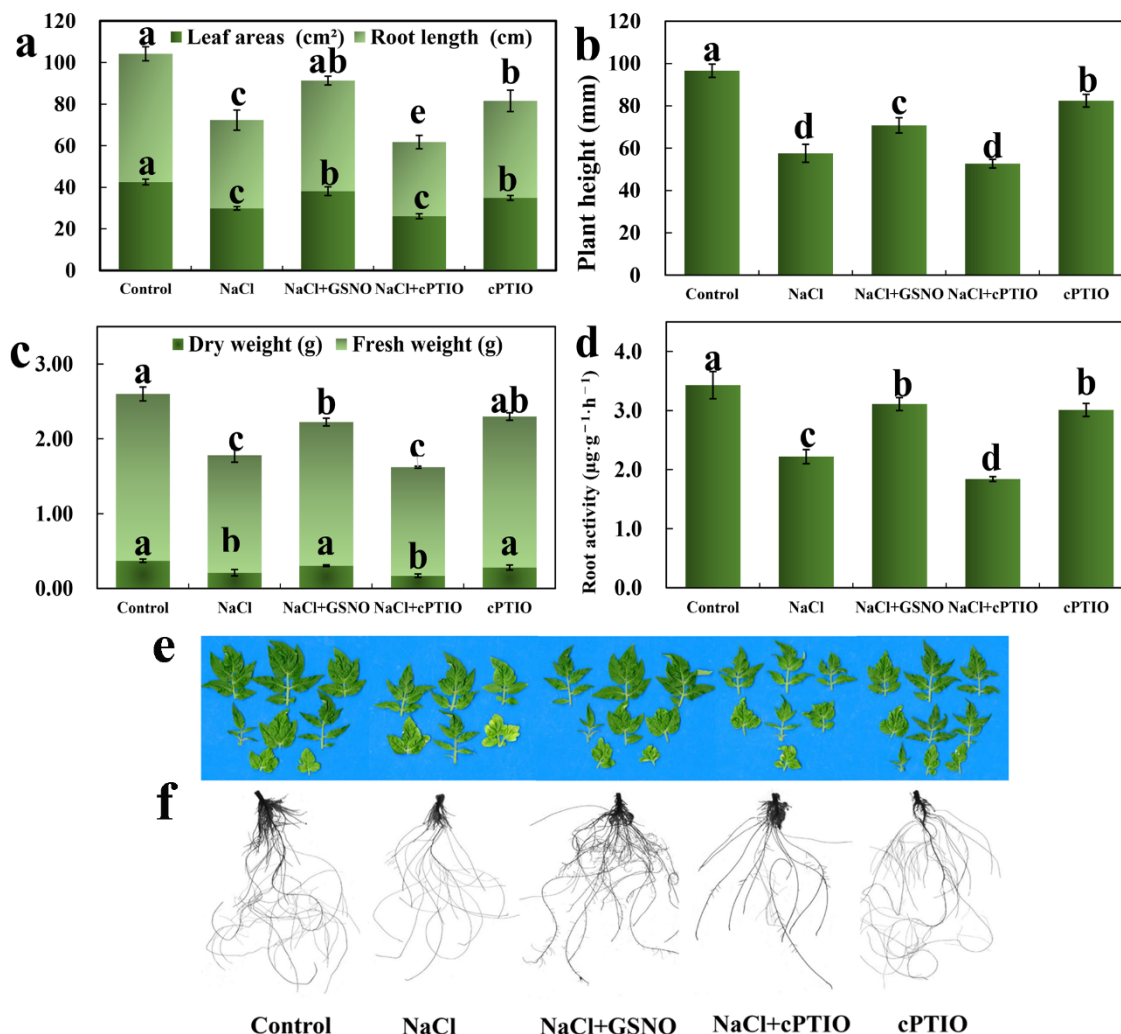 a
Leaf areas (cm²) Root length (cm)
120
100
80
60
40
20
0
a
c
ab
e
b
a
c
b
c
b
Control NaCl NaCl+GSNO NaCl+cPTIO cPTIO
b
Plant height (mm)
120
100
80
60
40
20
0
a
d
c
d
b
Control NaCl NaCl+GSNO NaCl+cPTIO cPTIO
c
Dry weight (g) Fresh weight (g)
3.00
2.00
1.00
0.00
a
c
b
c
ab
a
b
a
b
a
Control NaCl NaCl+GSNO NaCl+cPTIO cPTIO
d
Root activity (μg·g⁻¹·h⁻¹)
4.0
3.0
2.0
1.0
0.0
a
c
b
d
b
Control NaCl NaCl+GSNO NaCl+cPTIO cPTIO
e
f
Control NaCl NaCl+GSNO NaCl+cPTIO cPTIO